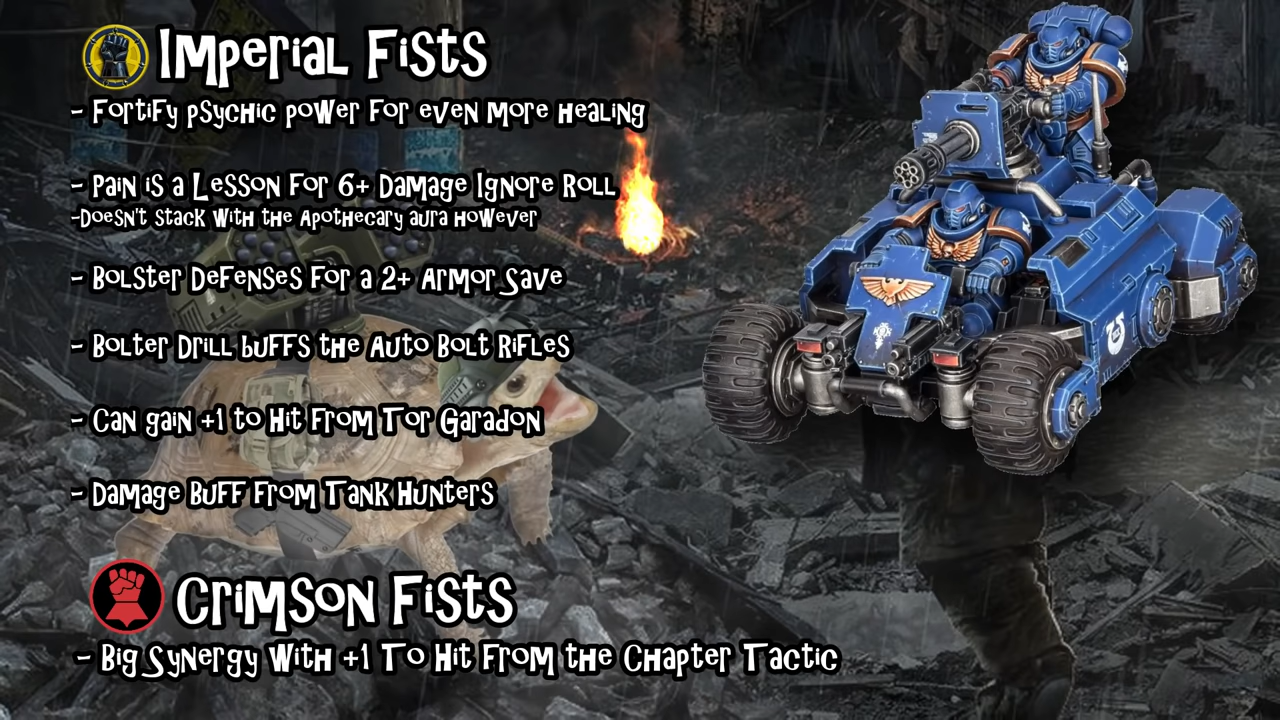 Imperial Fists
- Fortify psychic power for even more healing
- Pain is a Lesson for 6+ Damage Ignore Roll
-Doesn't stack with the Apothecary aura however
- Bolster Defenses for a 2+ Armor Save
- Bolter Drill buffs the Auto Bolt Rifles
- Can gain +1 to Hit from Tor Garadon
- Damage Buff from Tank Hunters
Crimson Fists
- Big Synergy With +1 To Hit From the Chapter Tactic